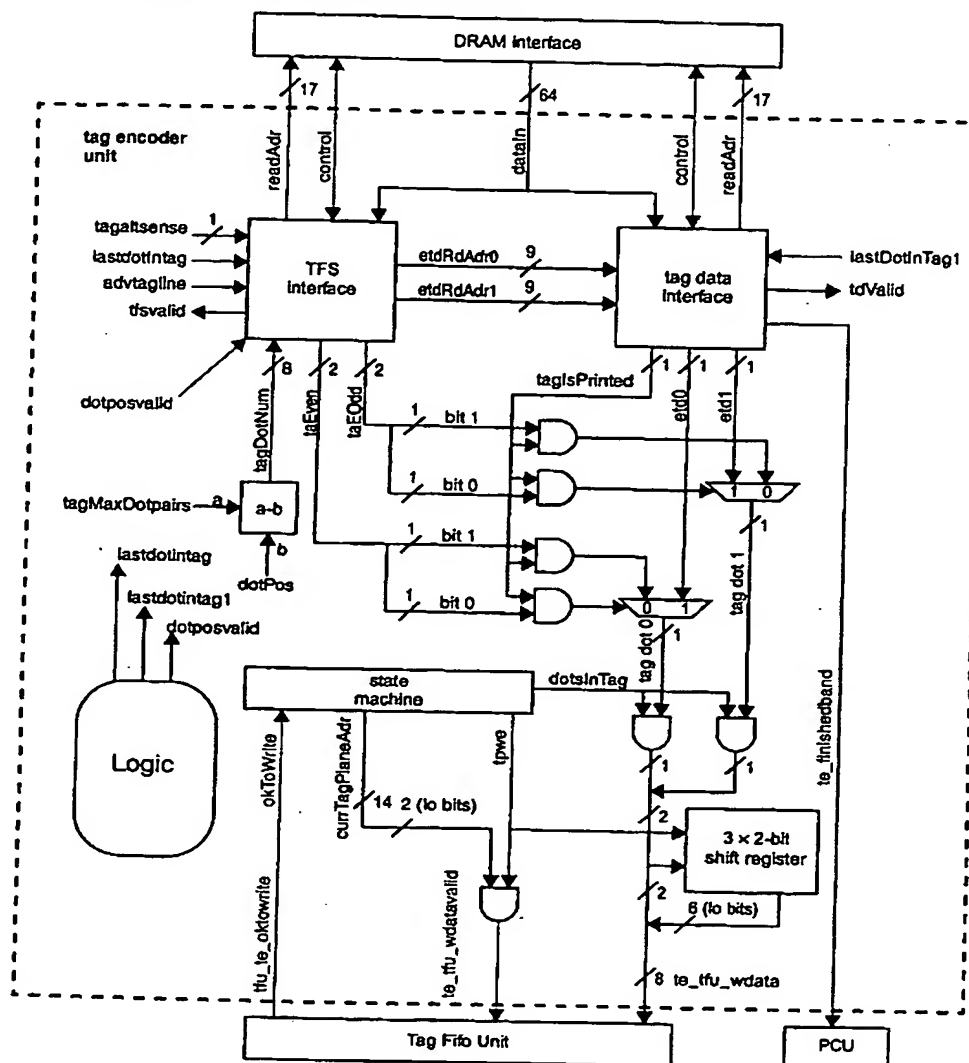 DRAM interface
17
64
17
tag encoder
unit
readAdr
control
dataIn
control
readAdr
tagaltsense
1
lastdotintag
advtagline
tfsvalid
dotposvalid
TFS
interface
etdRdAdr0
9
etdRdAdr1
9
tag data
interface
lastDotInTag1
tdValid
8
2
2
1
1
1
tagDotNum
taEven
taEOdd
tagIsPrinted
etd0
etd1
1
bit 1
1
bit 0
1 0
1
tagMaxDotpairs
a
a-b
b
dotPos
1
bit 1
1
bit 0
0 1
1
tag dot 0
tag dot 1
lastdotintag
lastdotintag1
dotposvalid
Logic
state
machine
dotsInTag
okToWrite
currTagPlaneAdr
14
2 (lo bits)
tpwe
1
1
te_finishedband
2
3 × 2-bit
shift register
2
6 (lo bits)
tfu_te_oktowrite
te_tfu_wdatavalid
8
te_tfu_wdata
Tag Fifo Unit
PCU